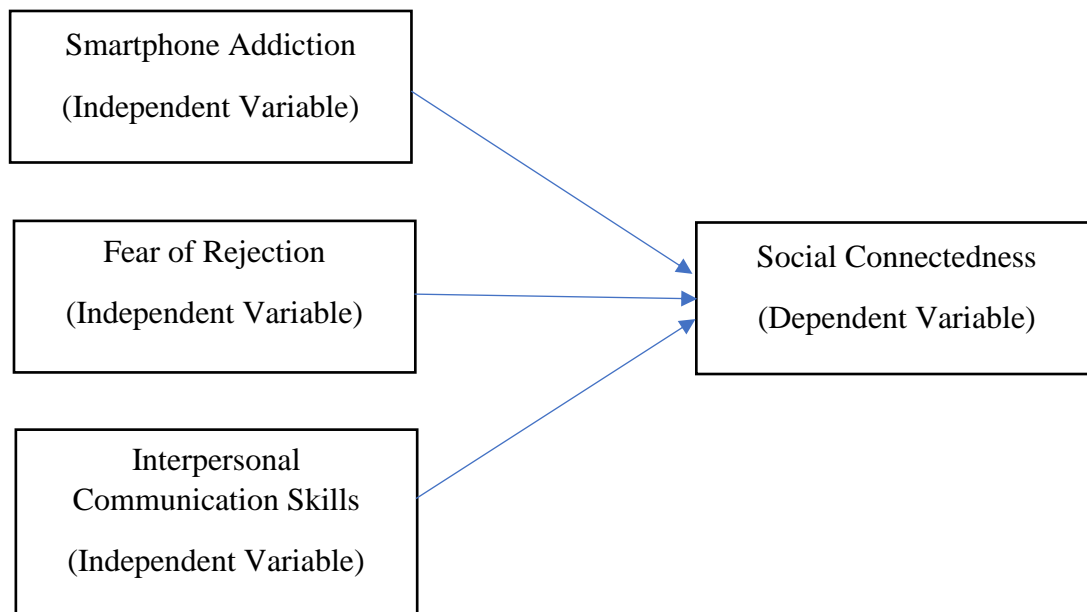 Smartphone Addiction
(Independent Variable)
Fear of Rejection
(Independent Variable)
Social Connectedness
(Dependent Variable)
Interpersonal
Communication Skills
(Independent Variable)